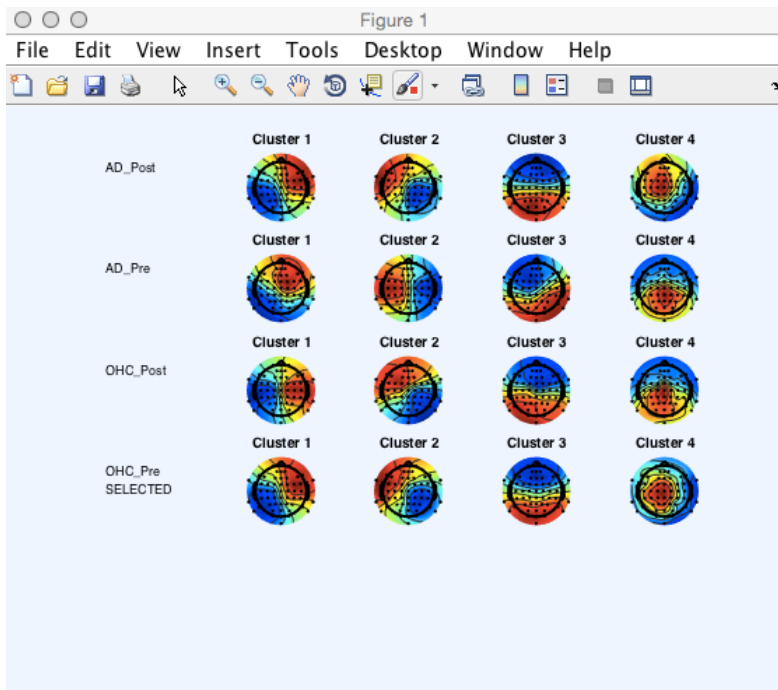 Figure 1
File Edit View Insert Tools Desktop Window Help
Cluster 1 Cluster 2 Cluster 3 Cluster 4
AD_Post
Cluster 1 Cluster 2 Cluster 3 Cluster 4
AD_Pre
Cluster 1 Cluster 2 Cluster 3 Cluster 4
OHC_Post
Cluster 1 Cluster 2 Cluster 3 Cluster 4
OHC_Pre
SELECTED